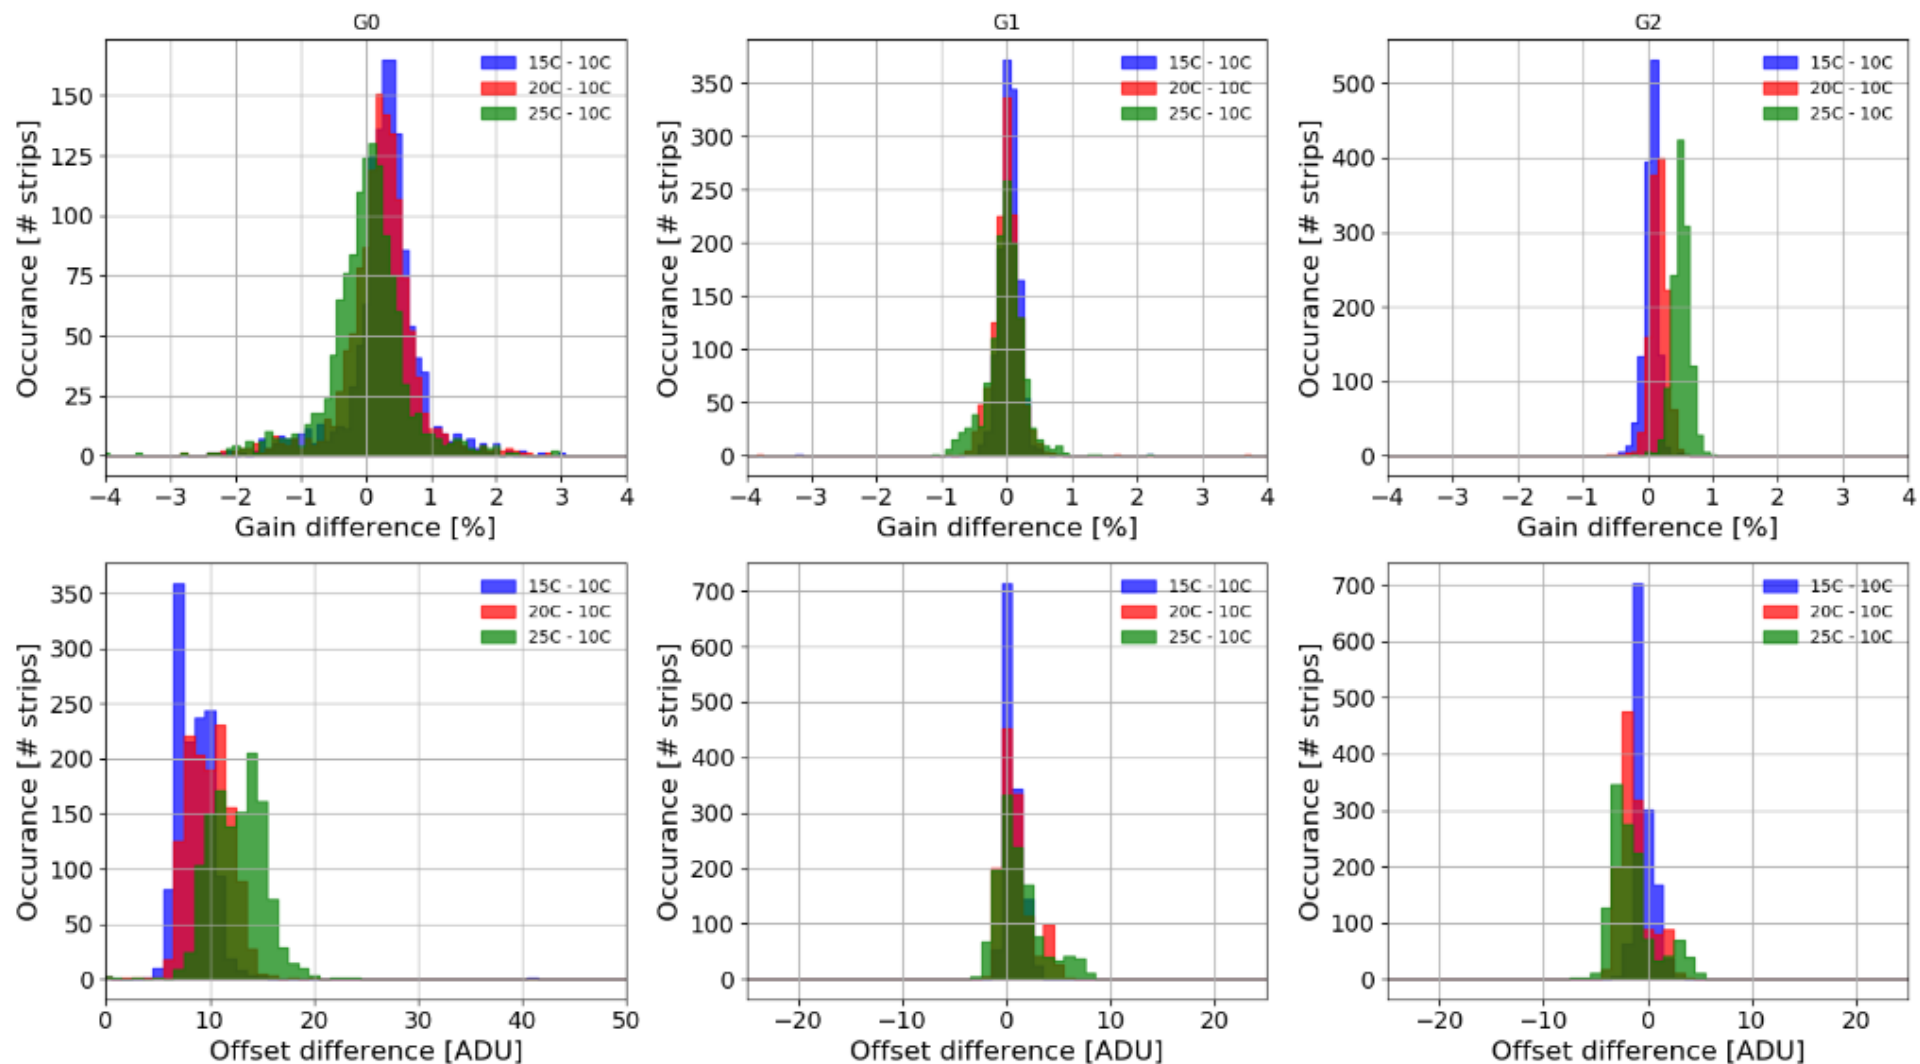 G0
15C - 10C
20C - 10C
25C - 10C
150
125
100
75
50
25
0
Occurance [# strips]
−4 −3 −2 −1 0 1 2 3 4
Gain difference [%]
G1
15C - 10C
20C - 10C
25C - 10C
350
300
250
200
150
100
50
0
Occurance [# strips]
−4 −3 −2 −1 0 1 2 3 4
Gain difference [%]
G2
15C - 10C
20C - 10C
25C - 10C
500
400
300
200
100
0
Occurance [# strips]
−4 −3 −2 −1 0 1 2 3 4
Gain difference [%]
15C - 10C
20C - 10C
25C - 10C
350
300
250
200
150
100
50
0
Occurance [# strips]
0 10 20 30 40 50
Offset difference [ADU]
15C - 10C
20C - 10C
25C - 10C
700
600
500
400
300
200
100
0
Occurance [# strips]
−20 −10 0 10 20
Offset difference [ADU]
15C - 10C
20C - 10C
25C - 10C
700
600
500
400
300
200
100
0
Occurance [# strips]
−20 −10 0 10 20
Offset difference [ADU]